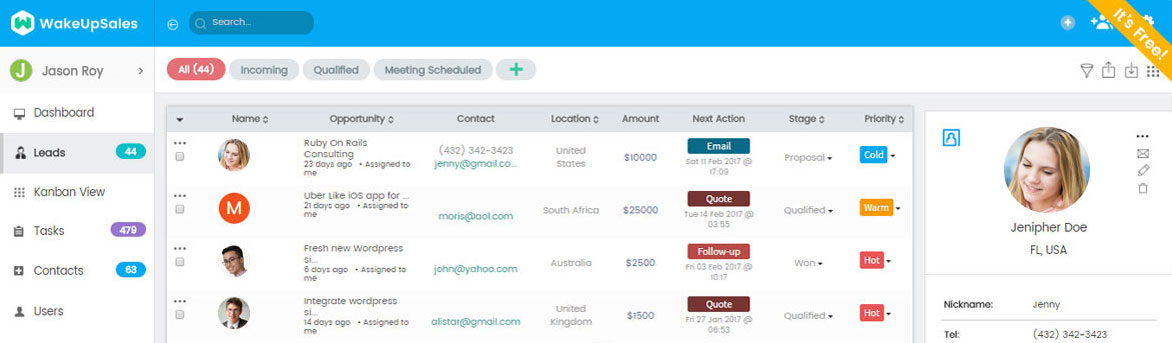 WakeUpSales
Search...
It's Free!
J
Jason Roy
All (44)
Incoming
Qualified
Meeting Scheduled
Dashboard
Leads
44
Kanban View
Tasks
479
Contacts
63
Users
Name
Opportunity
Contact
Location
Amount
Next Action
Stage
Priority
Ruby On Rails
Consulting
23 days ago • Assigned to
me
(432) 342-3423
jenny@gmail.co...
United
States
$10000
Email
Sat 11 Feb 2017 @
17:09
Proposal
Cold
M
Uber Like iOS app for ...
21 days ago • Assigned to
me
moris@aol.com
South Africa
$25000
Quote
Tue 14 Feb 2017 @
03:55
Qualified
Warm
Fresh new Wordpress
si...
6 days ago • Assigned to
me
john@yahoo.com
Australia
$2500
Follow-up
Fri 03 Feb 2017 @
10:17
Won
Hot
Integrate wordpress
si...
14 days ago • Assigned to
me
alistar@gmail.com
United
Kingdom
$1500
Quote
Fri 27 Jan 2017 @
06:53
Qualified
Hot
Jenipher Doe
FL, USA
Nickname:
Jenny
Tel:
(432) 342-3423